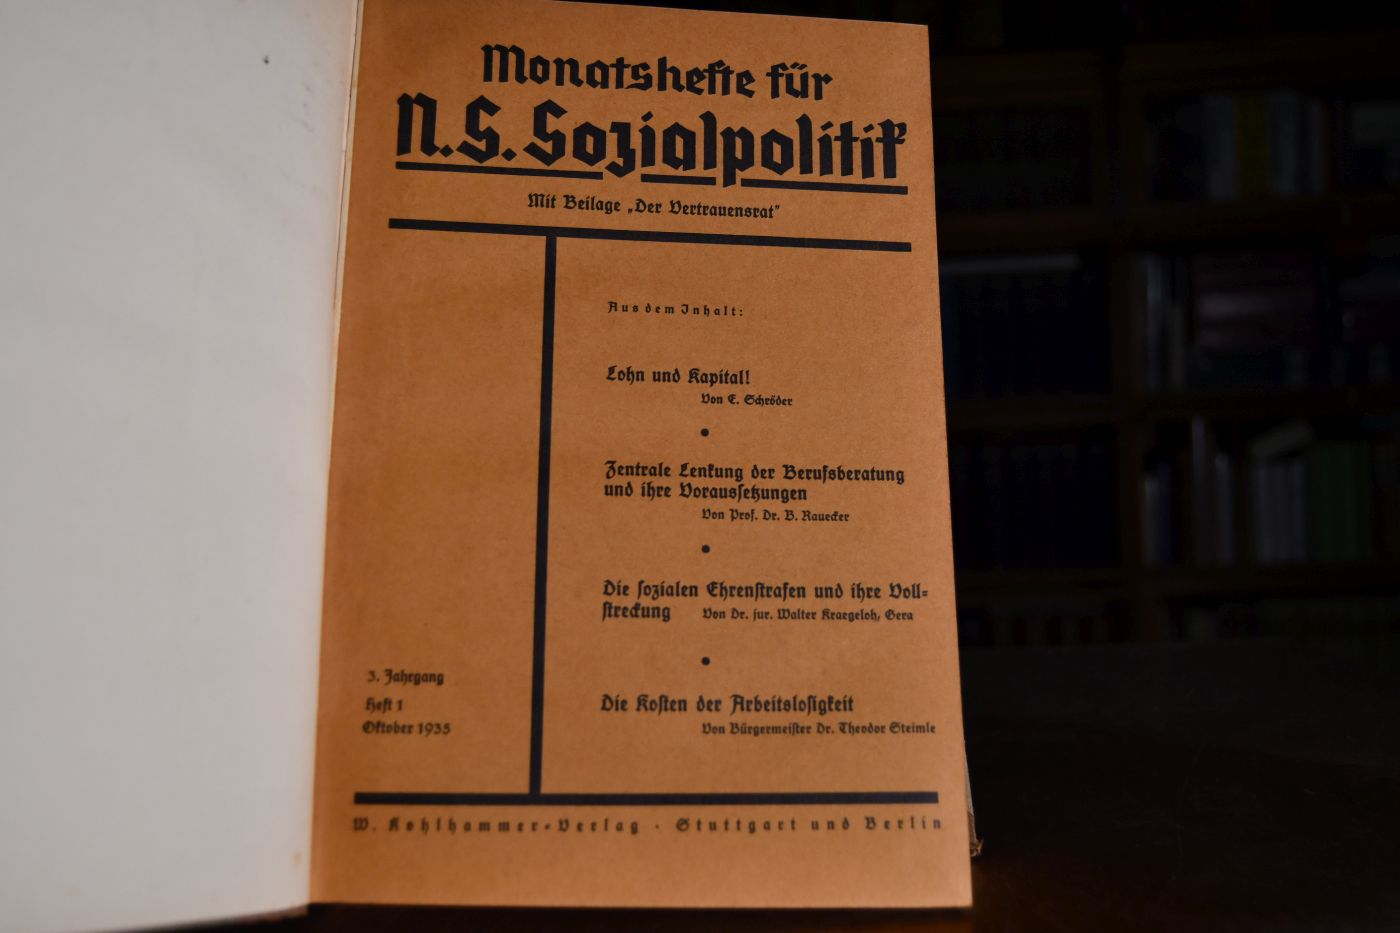 Monatshefte für
N.S. Sozialpolitik
Mit Beilage „Der Vertrauensrat"
Aus dem Inhalt:
Lohn und Kapital!
Von E. Schröder
Zentrale Lenkung der Berufsberatung
und ihre Voraussetzungen
Von Prof. Dr. B. Rauecker
Die sozialen Ehrenstrafen und ihre Voll-
streckung Von Dr. jur. Walter Kraegeloh, Gera
Die Kosten der Arbeitslosigkeit
Von Bürgermeister Dr. Theodor Steimle
3. Jahrgang
Heft 1
Oktober 1935
W. Kohlhammer-Verlag · Stuttgart und Berlin